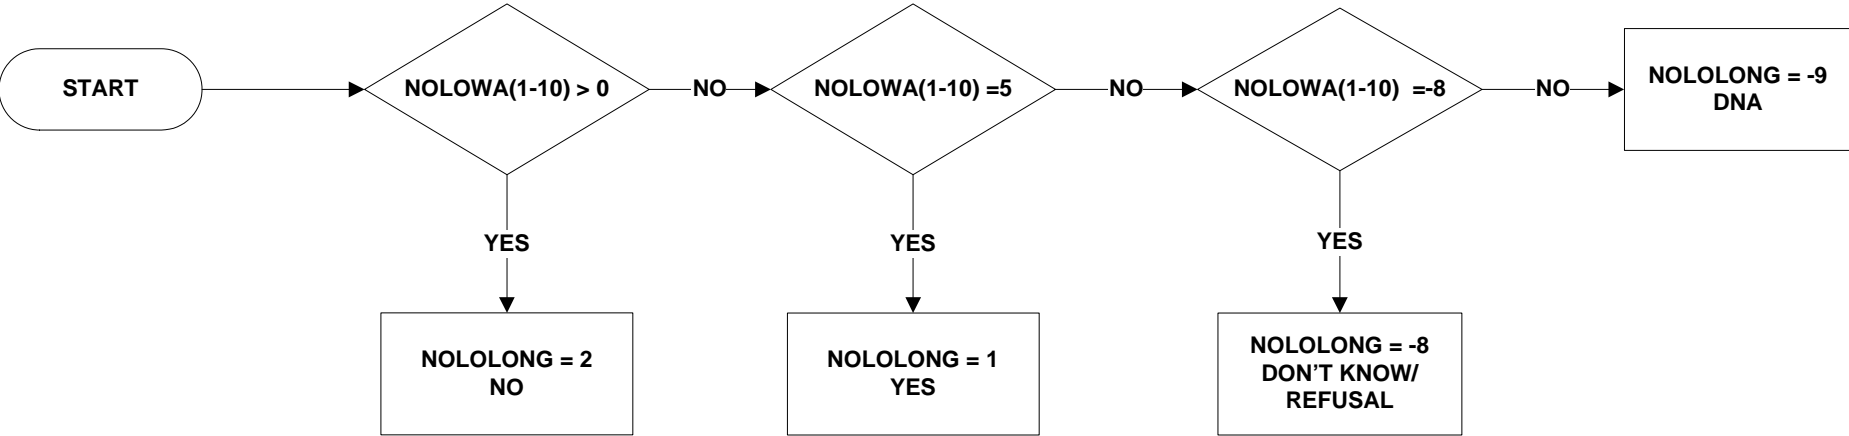 START
NOLOWA(1-10) > 0
NO
NOLOWA(1-10) =5
NO
NOLOWA(1-10)  =-8
NO
NOLOLONG = -9
DNA
YES
YES
YES
NOLOLONG = 2
NO
NOLOLONG = 1
YES
NOLOLONG = -8
DON'T KNOW/
REFUSAL